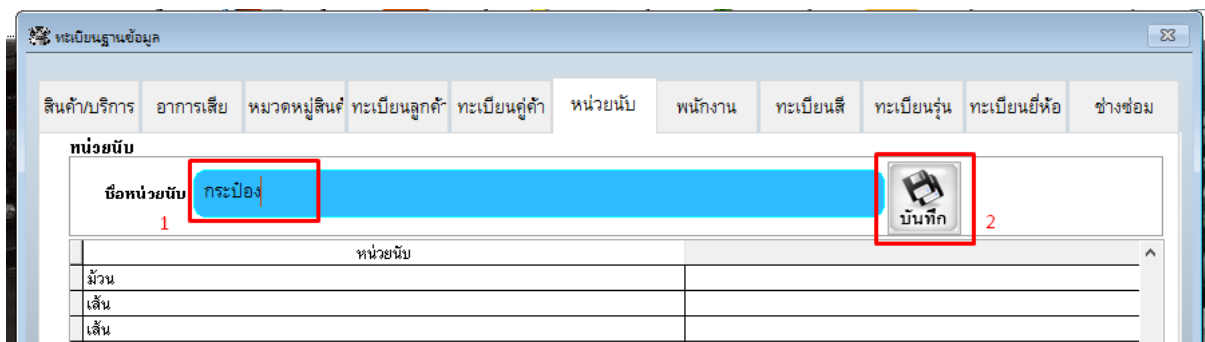 ทะเบียนฐานข้อมูล
สินค้า/บริการ อาการเสีย หมวดหมู่สินค้ ทะเบียนลูกค้า ทะเบียนคู่ค้า หน่วยนับ พนักงาน ทะเบียนสี ทะเบียนรุ่น ทะเบียนยี่ห้อ ช่างซ่อม
หน่วยนับ
ชื่อหน่วยนับ กระป๋อง
บันทึก
1 2
หน่วยนับ
ม้วน
เส้น
เส้น